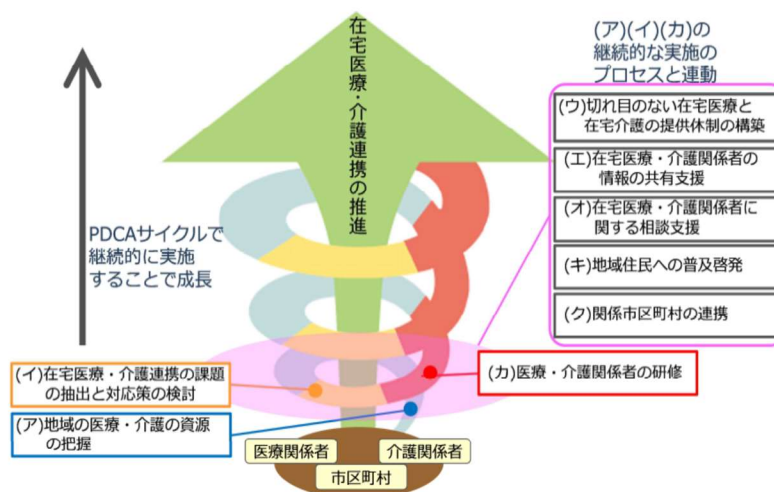 在宅医療・介護連携の推進
(ア)(イ)(カ)の
継続的な実施の
プロセスと連動
(ウ)切れ目のない在宅医療と
在宅介護の提供休制の構築
(エ)在宅医療・介護関係者の
情報の共有支援
(オ)在宅医療・介護関係者に
関する相談支援
(キ)地域住民への普及啓発
(ク)関係市区町村の連携
PDCAサイクルで
継続的に実施
することで成長
(イ)在宅医療・介護連携の課題
の抽出と対応策の検討
(カ)医療・介護関係者の研修
(ア)地域の医療・介護の資源
の把握
医療関係者
介護関係者
市区町村